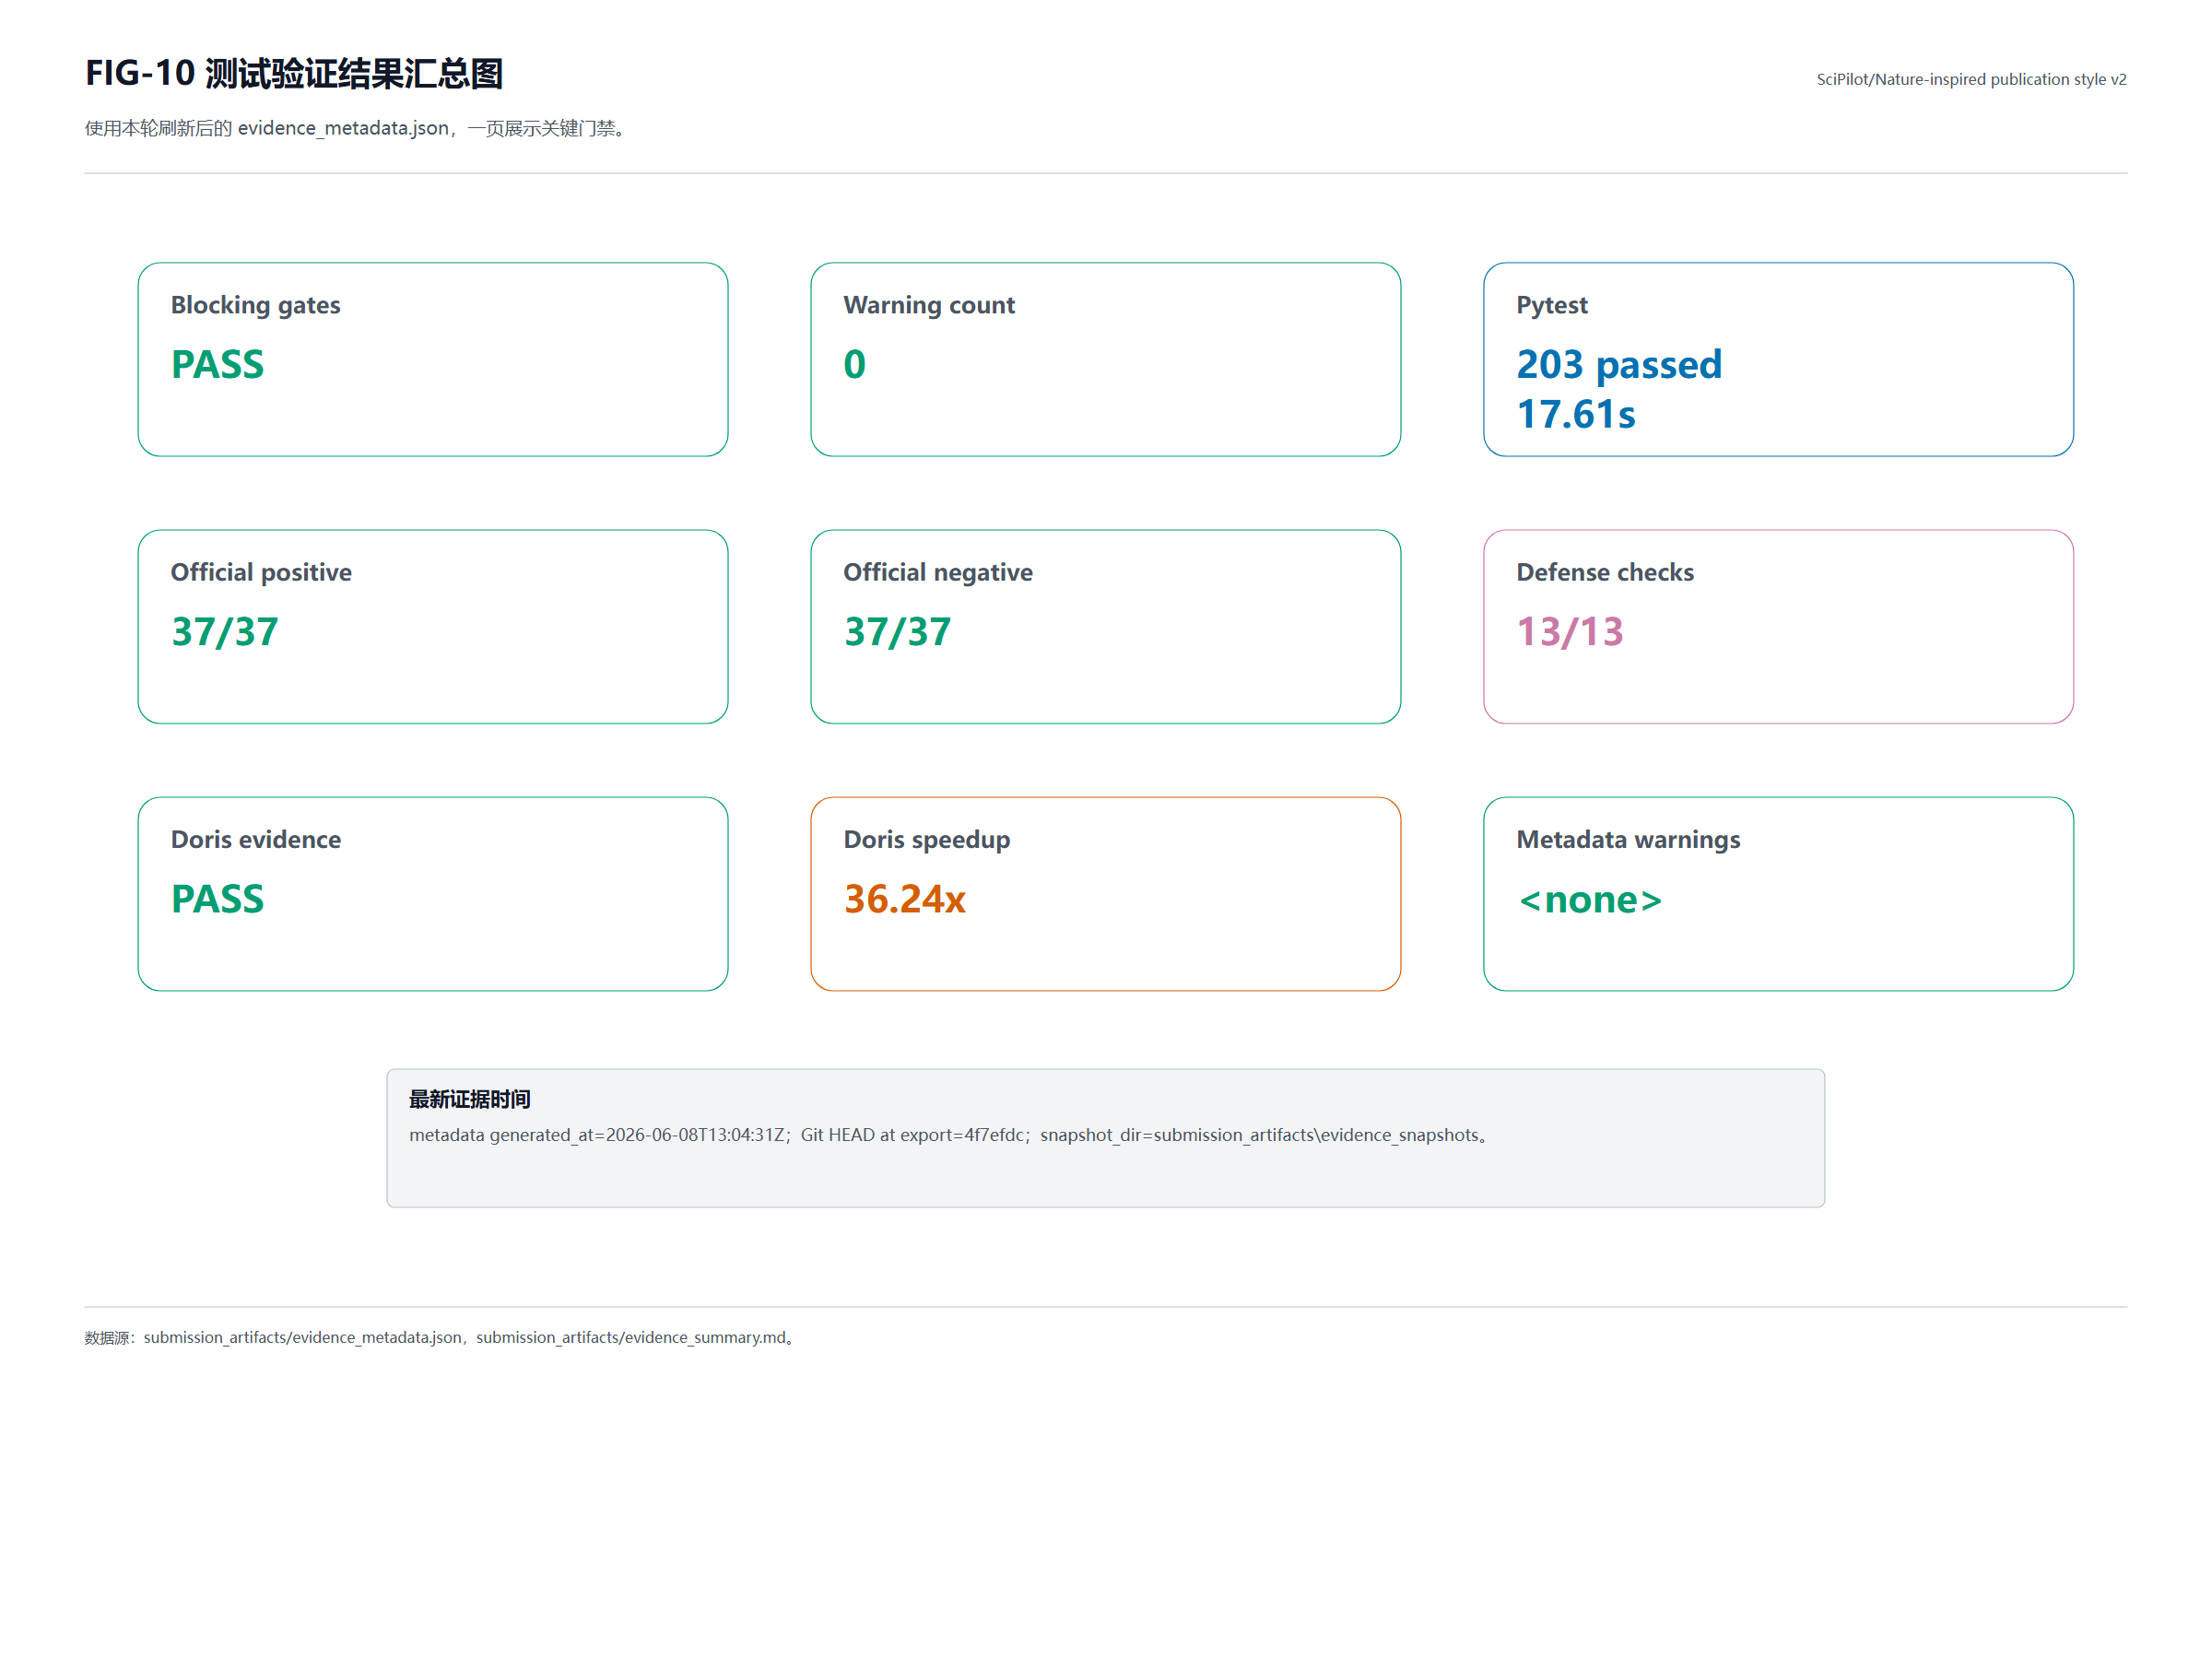 FIG-10 测试验证结果汇总图
SciPilot/Nature-inspired publication style v2
使用本轮刷新后的 evidence_metadata.json，一页展示关键门禁。
Blocking gates
PASS
Warning count
0
Pytest
203 passed
17.61s
Official positive
37/37
Official negative
37/37
Defense checks
13/13
Doris evidence
PASS
Doris speedup
36.24x
Metadata warnings
<none>
最新证据时间
metadata generated_at=2026-06-08T13:04:31Z；Git HEAD at export=4f7efdc；snapshot_dir=submission_artifacts\evidence_snapshots。
数据源：submission_artifacts/evidence_metadata.json，submission_artifacts/evidence_summary.md。